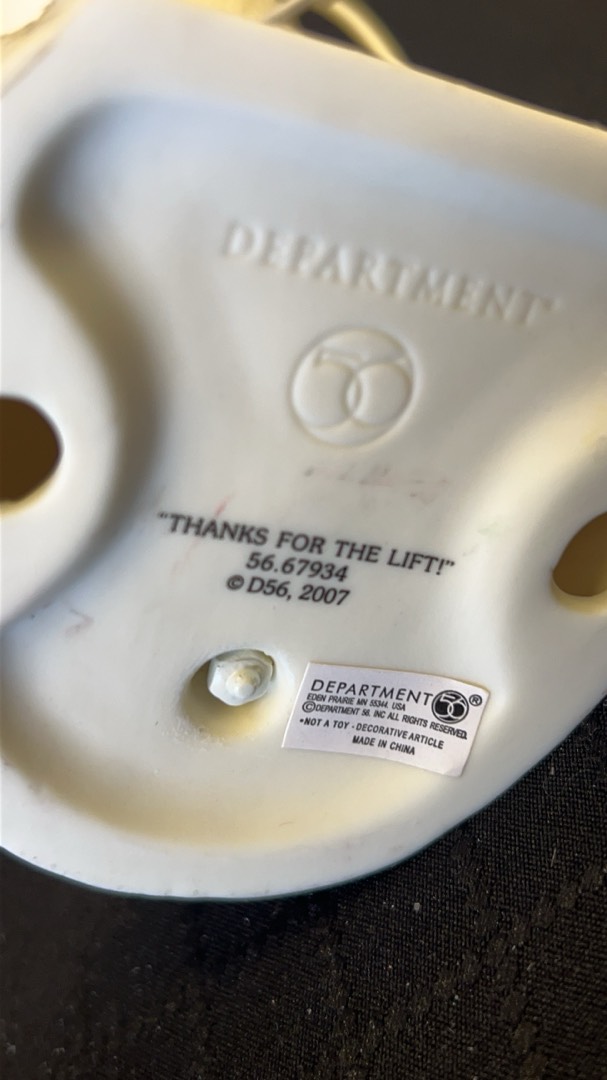 DEPARTMENT
56
"THANKS FOR THE LIFT!"
56.67934
© D56, 2007
DEPARTMENT 56®
EDEN PRAIRIE MN 55344, USA
©DEPARTMENT 56, INC ALL RIGHTS RESERVED.
•NOT A TOY - DECORATIVE ARTICLE
MADE IN CHINA